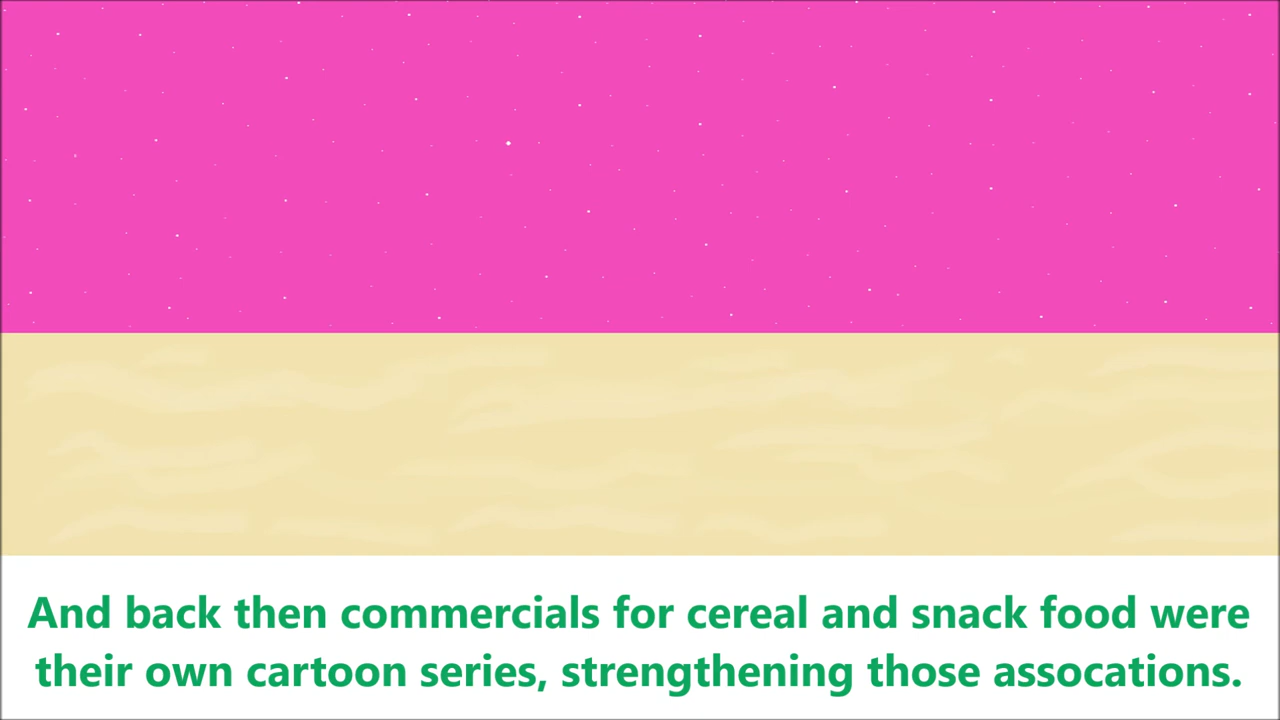 And back then commercials for cereal and snack food were
their own cartoon series, strengthening those assocations.